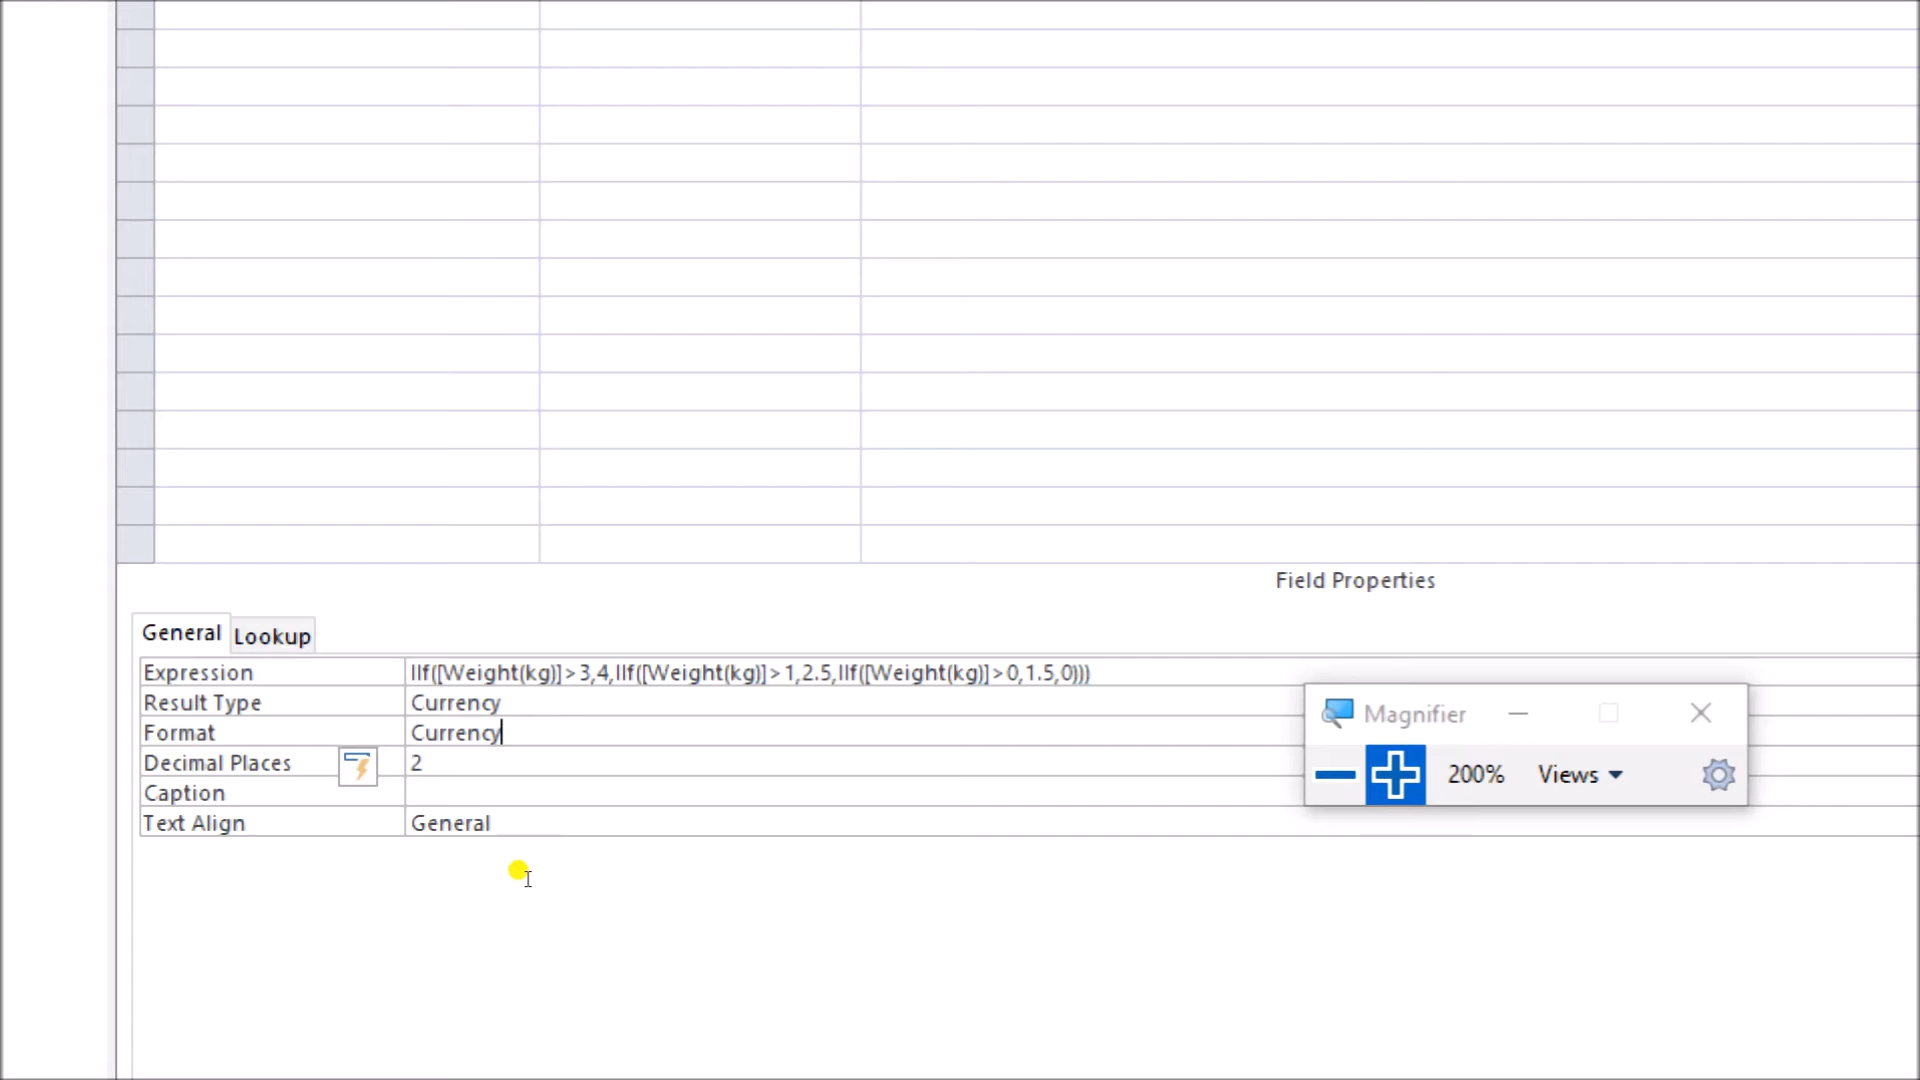 Field Properties
General Lookup
Expression IIf([Weight(kg)]>3,4,IIf([Weight(kg)]>1,2.5,IIf([Weight(kg)]>0,1.5,0)))
Result Type Currency
Format Currency
Decimal Places 2
Caption
Text Align General
Magnifier
200% Views